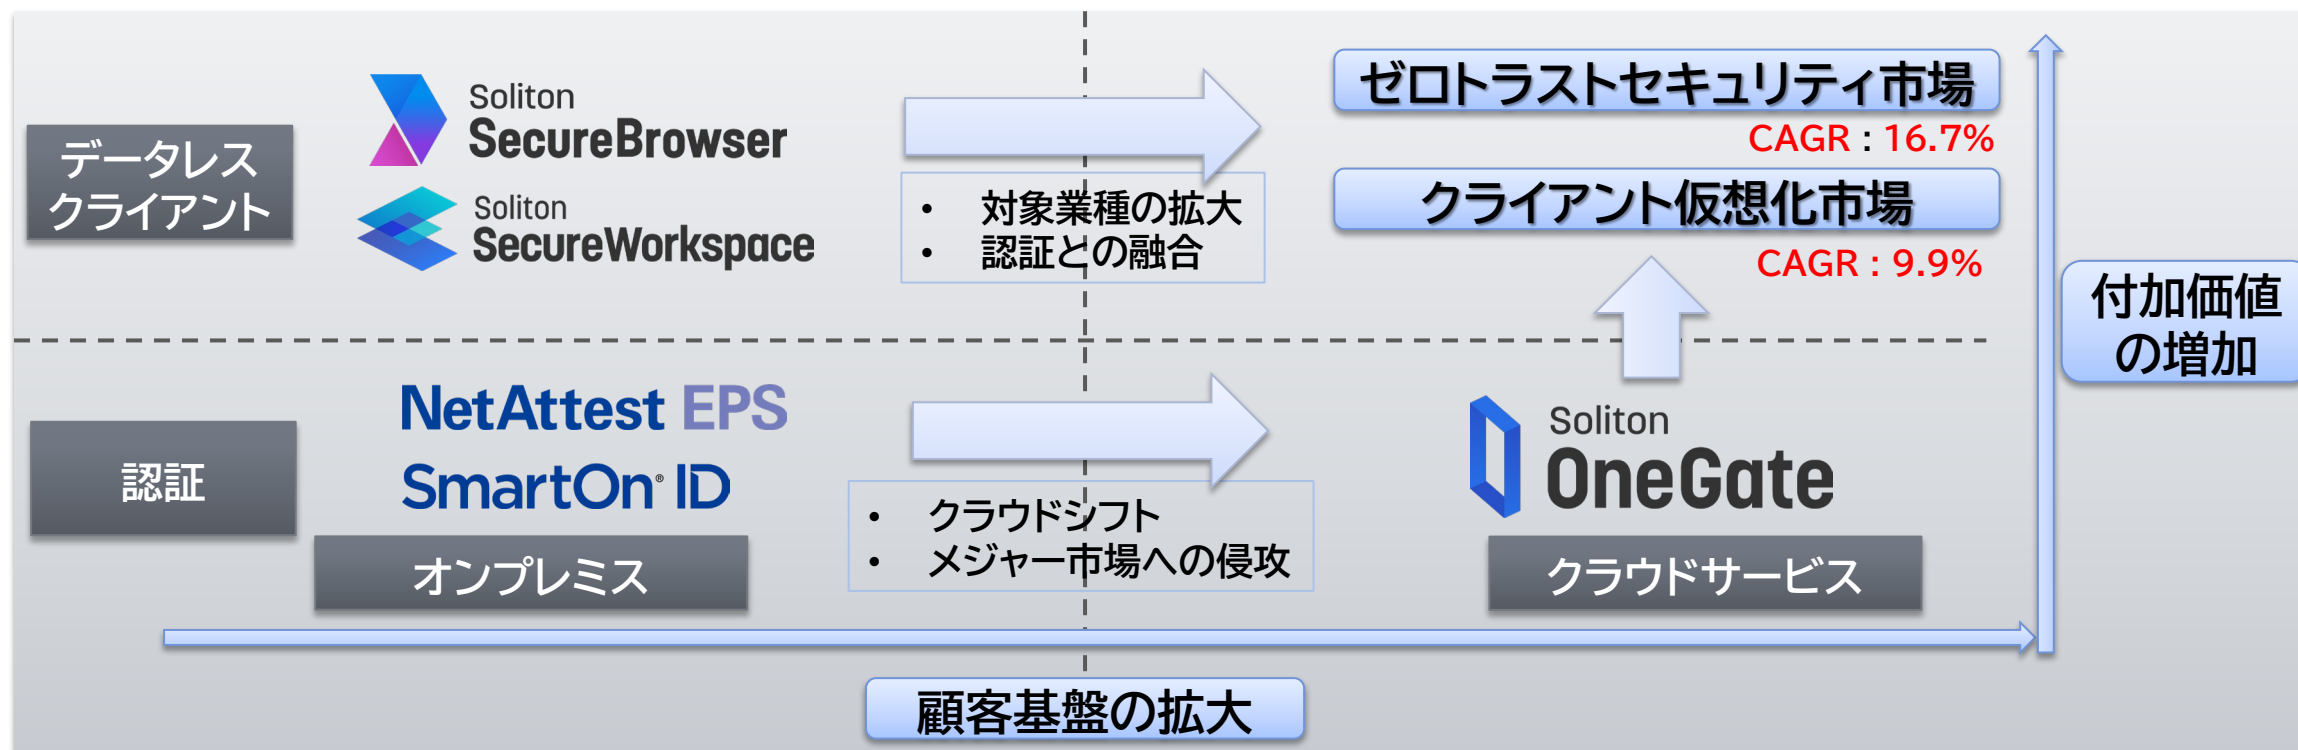 データレス
クライアント
Soliton
SecureBrowser
Soliton
SecureWorkspace
• 対象業種の拡大
• 認証との融合
ゼロトラストセキュリティ市場
CAGR：16.7%
クライアント仮想化市場
CAGR：9.9%
付加価値
の増加
認証
NetAttest EPS
SmartOn® ID
オンプレミス
• クラウドシフト
• メジャー市場への侵攻
Soliton
OneGate
クラウドサービス
顧客基盤の拡大